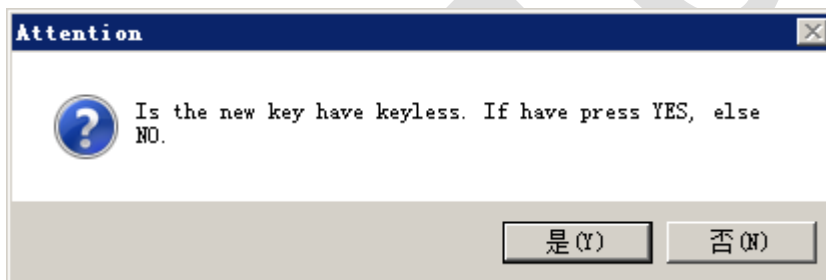 Attention
Is the new key have keyless. If have press YES, else
NO.
是(Y)
否(N)